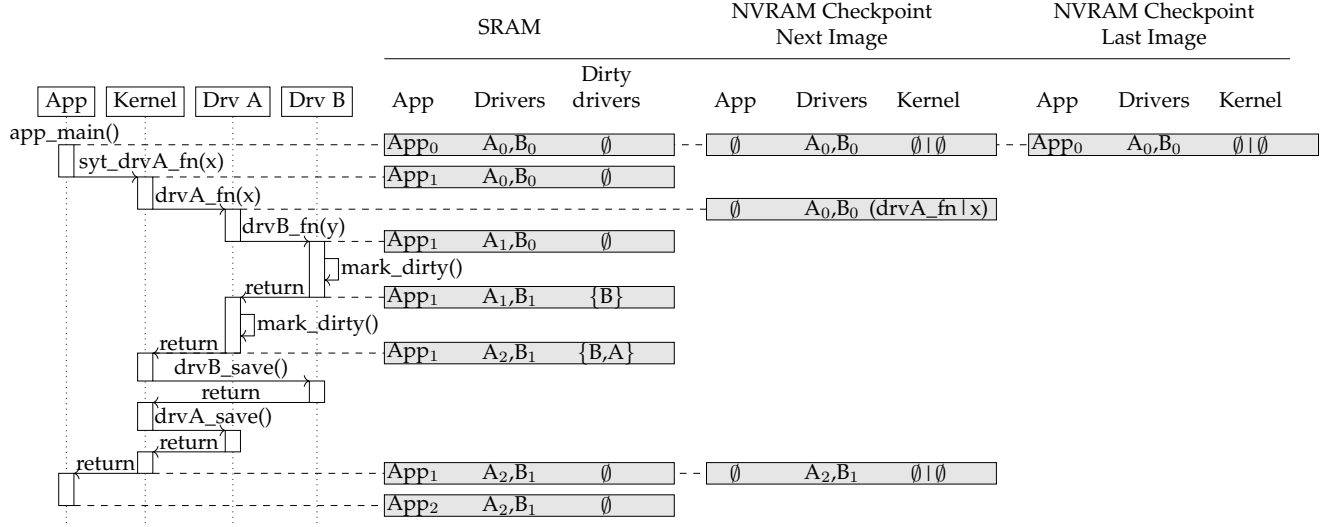 SRAM NVRAM Checkpoint Next Image NVRAM Checkpoint Last Image
App Kernel Drv A Drv B App Drivers Dirty drivers App Drivers Kernel App Drivers Kernel
app_main() App₀ A₀,B₀ ∅ ∅ A₀,B₀ ∅|∅ App₀ A₀,B₀ ∅|∅
syt_drvA_fn(x) App₁ A₀,B₀ ∅
drvA_fn(x) ∅ A₀,B₀ (drvA_fn|x)
drvB_fn(y) App₁ A₁,B₀ ∅
mark_dirty()
return App₁ A₁,B₁ {B}
mark_dirty()
return App₁ A₂,B₁ {B,A}
drvB_save()
return
drvA_save()
return
return App₁ A₂,B₁ ∅ ∅ A₂,B₁ ∅|∅
App₂ A₂,B₁ ∅